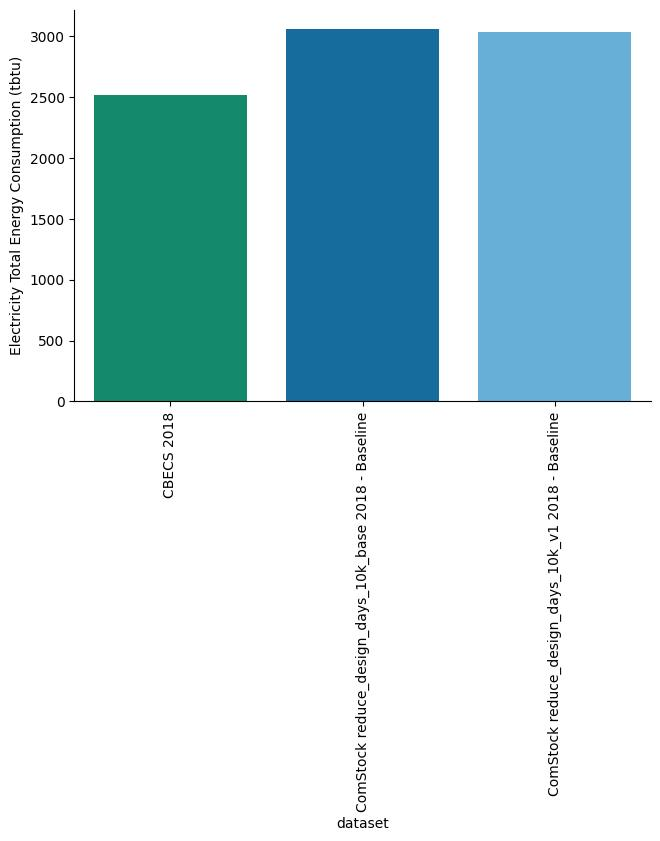 Electricity Total Energy Consumption (tbtu)
3000
2500
2000
1500
1000
500
0
CBECS 2018
ComStock reduce_design_days_10k_base 2018 - Baseline
ComStock reduce_design_days_10k_v1 2018 - Baseline
dataset